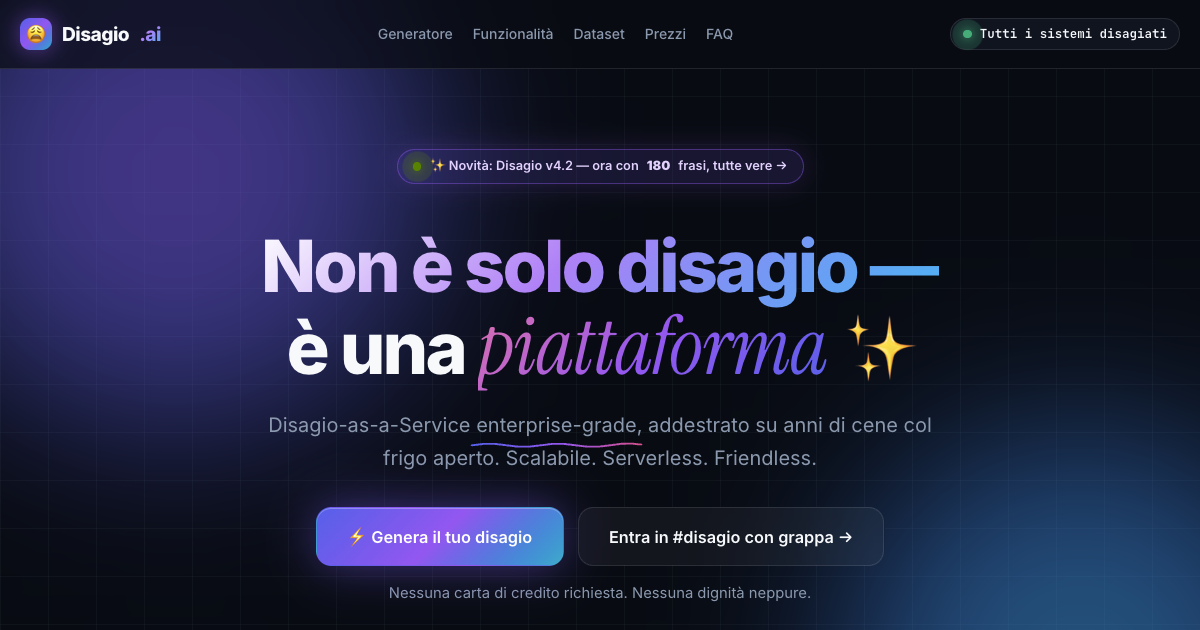 Disagio .ai
Generatore Funzionalità Dataset Prezzi FAQ
Tutti i sistemi disagiati
✨ Novità: Disagio v4.2 — ora con 180 frasi, tutte vere →
Non è solo disagio —
è una piattaforma ✨
Disagio-as-a-Service enterprise-grade, addestrato su anni di cene col
frigo aperto. Scalabile. Serverless. Friendless.
⚡ Genera il tuo disagio
Entra in #disagio con grappa →
Nessuna carta di credito richiesta. Nessuna dignità neppure.